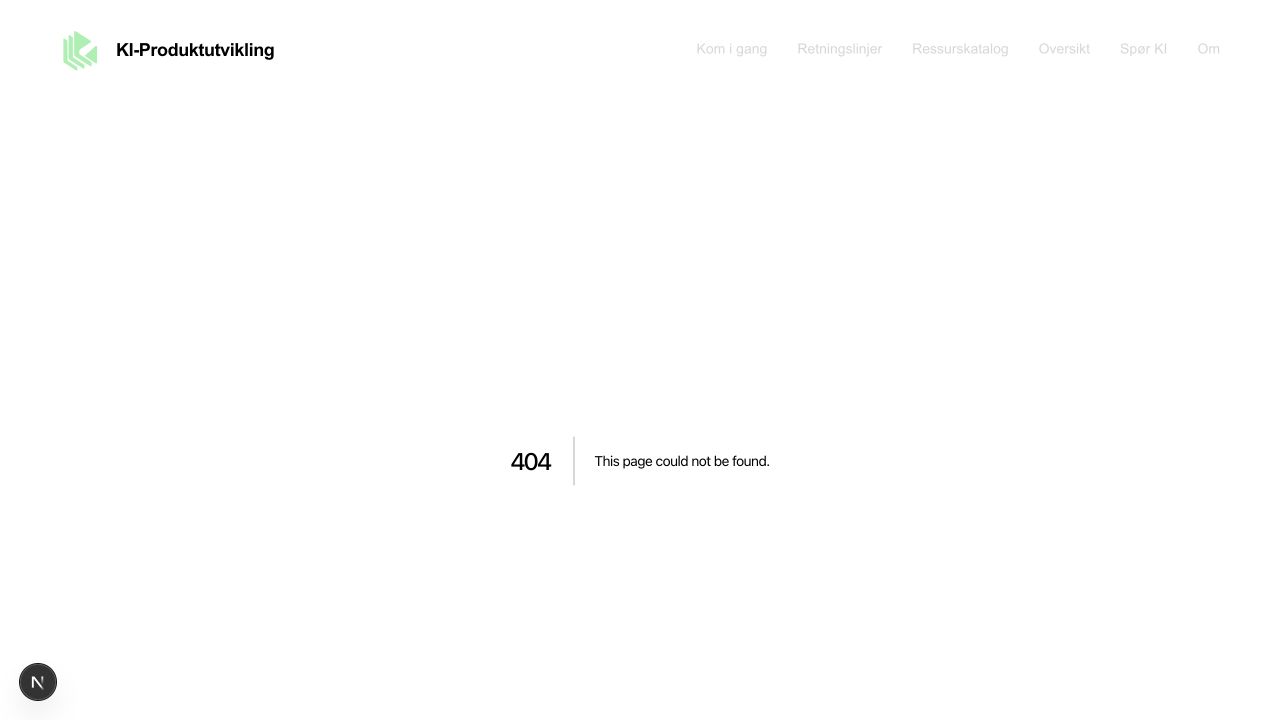 KI-Produktutvikling
Kom i gang
Retningslinjer
Ressurskatalog
Oversikt
Spør KI
Om
404
This page could not be found.
N